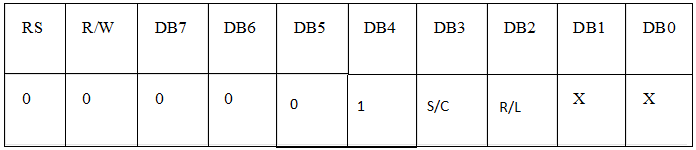 RS R/W DB7 DB6 DB5 DB4 DB3 DB2 DB1 DB0
0 0 0 0 0 1 S/C R/L X X